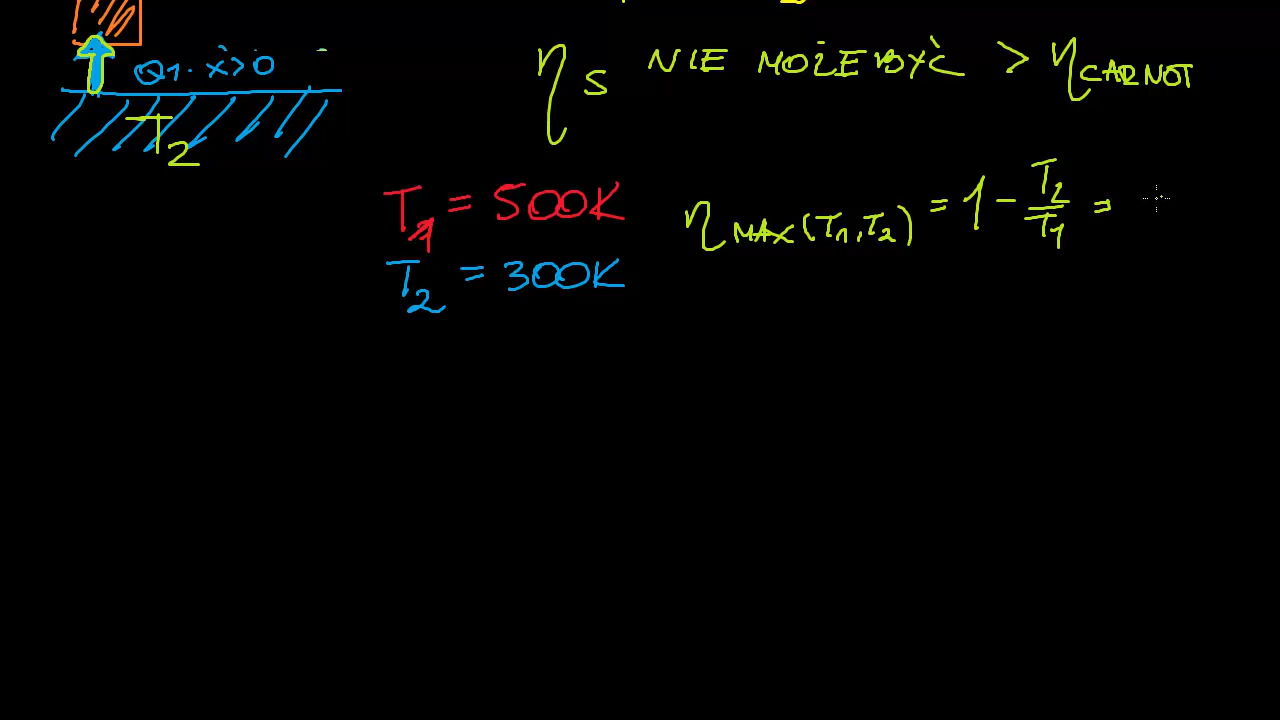 Q1·x>0
T2
ηS NIE MOŻE BYĆ > ηCARNOT
T1 = 500K
T2 = 300K
ηMAX(T1,T2) = 1 - T2/T1 =